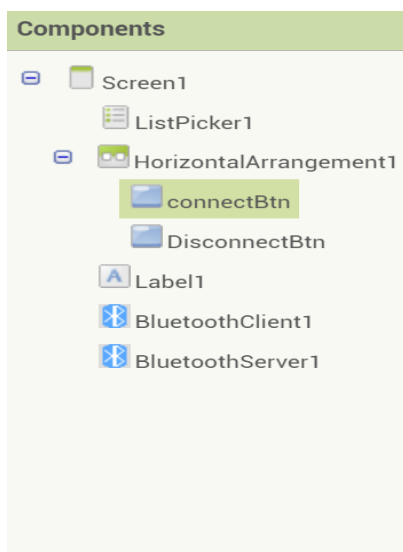 Components
Screen1
ListPicker1
HorizontalArrangement1
connectBtn
DisconnectBtn
A Label1
BluetoothClient1
BluetoothServer1